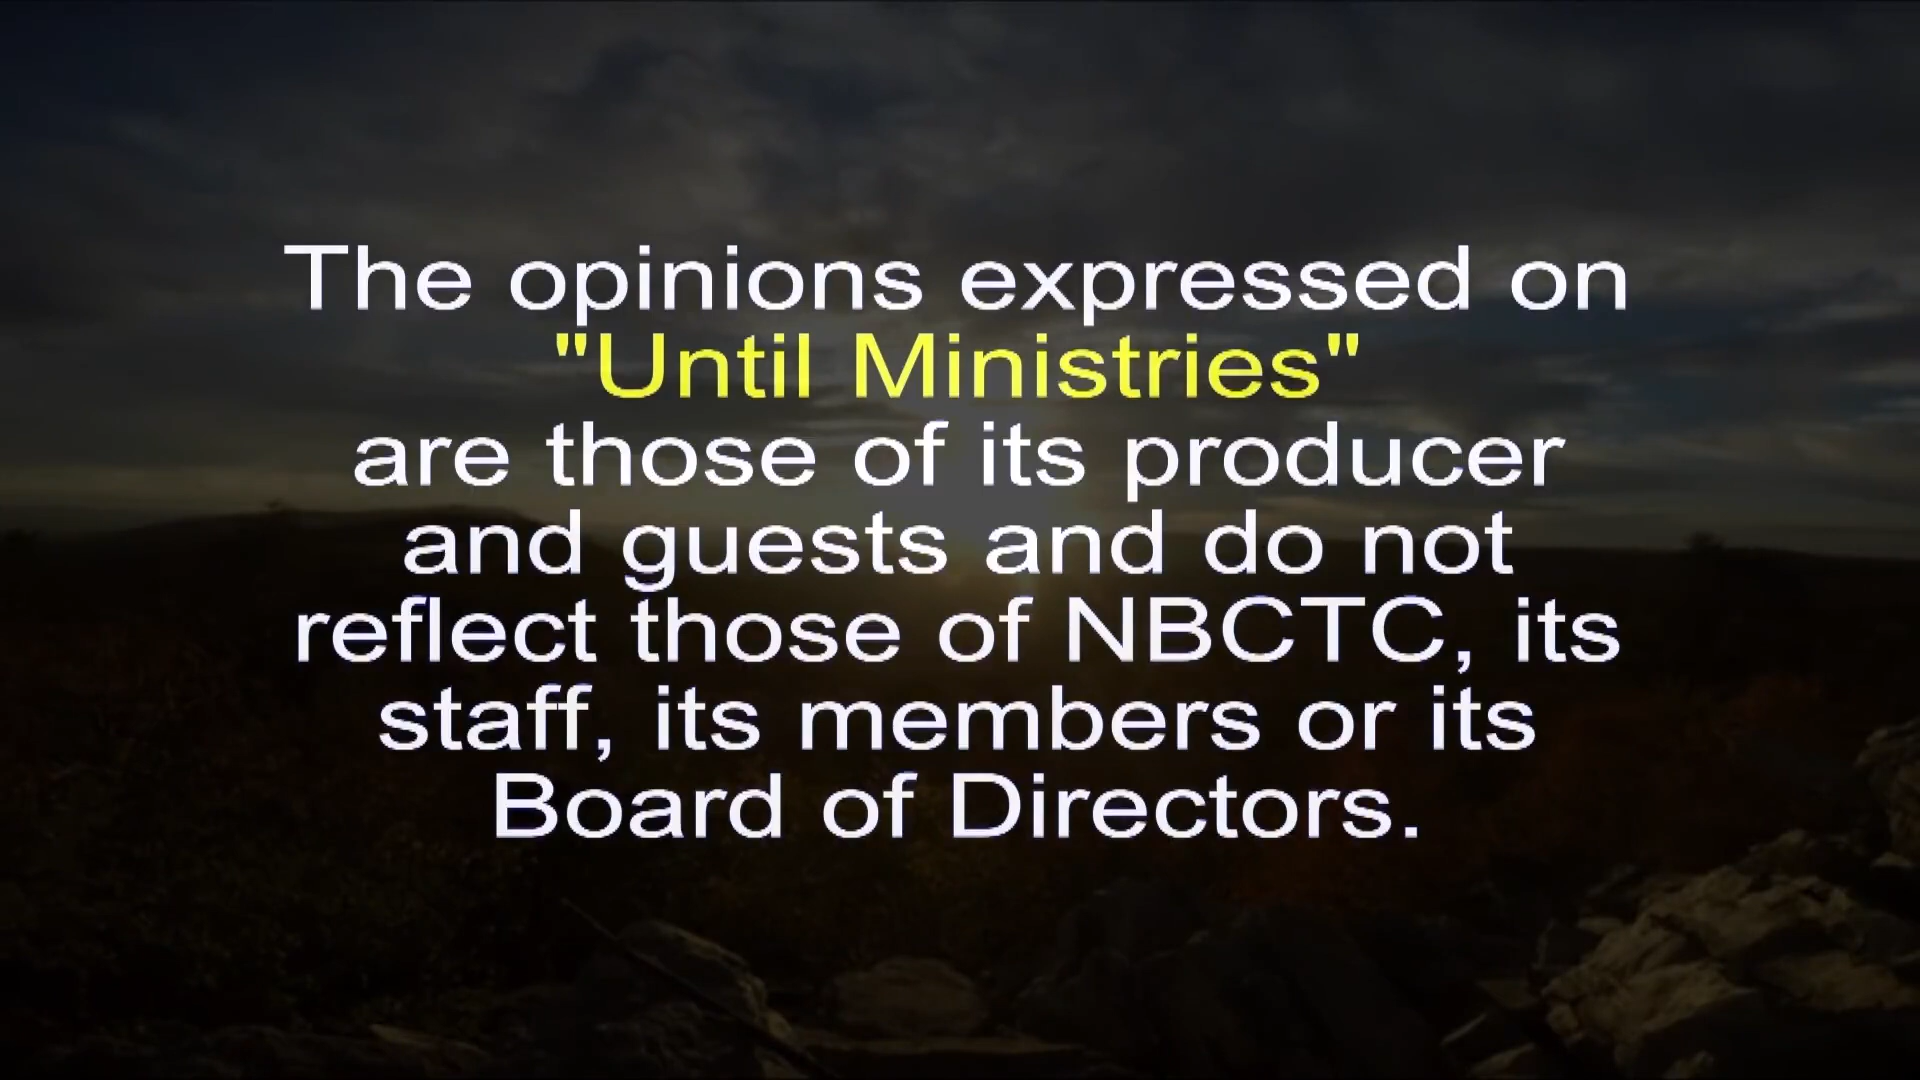 The opinions expressed on
"Until Ministries"
are those of its producer
and guests and do not
reflect those of NBCTC, its
staff, its members or its
Board of Directors.